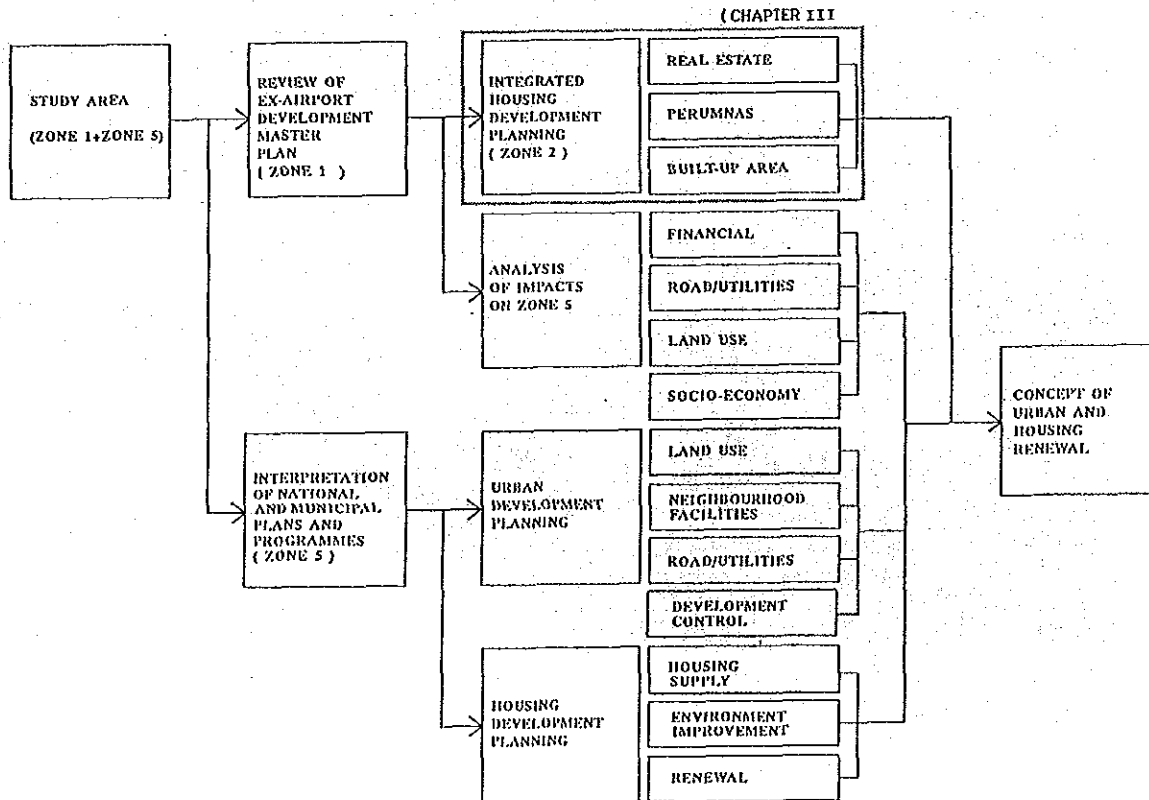 ( CHAPTER III
STUDY AREA
(ZONE 1+ZONE 5)
REVIEW OF
EX-AIRPORT
DEVELOPMENT
MASTER
PLAN
( ZONE 1 )
INTEGRATED
HOUSING
DEVELOPMENT
PLANNING
( ZONE 2 )
REAL ESTATE
PERUMNAS
BUILT-UP AREA
ANALYSIS
OF IMPACTS
ON ZONE 5
FINANCIAL
ROAD/UTILITIES
LAND USE
SOCIO-ECONOMY
INTERPRETATION
OF NATIONAL
AND MUNICIPAL
PLANS AND
PROGRAMMES
( ZONE 5 )
URBAN
DEVELOPMENT
PLANNING
LAND USE
NEIGHBOURHOOD
FACILITIES
ROAD/UTILITIES
DEVELOPMENT
CONTROL
HOUSING
DEVELOPMENT
PLANNING
HOUSING
SUPPLY
ENVIRONMENT
IMPROVEMENT
RENEWAL
CONCEPT OF
URBAN AND
HOUSING
RENEWAL